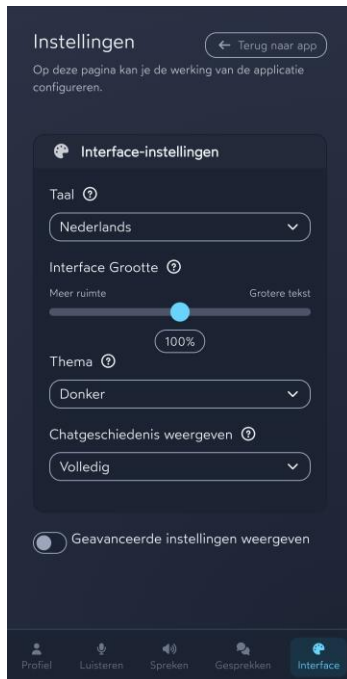 Instellingen
← Terug naar app
Op deze pagina kan je de werking van de applicatie
configureren.
Interface-instellingen
Taal ?
Nederlands
Interface Grootte ?
Meer ruimte
Grotere tekst
100%
Thema ?
Donker
Chatgeschiedenis weergeven ?
Volledig
Geavanceerde instellingen weergeven
Profiel
Luisteren
Spreken
Gesprekken
Interface